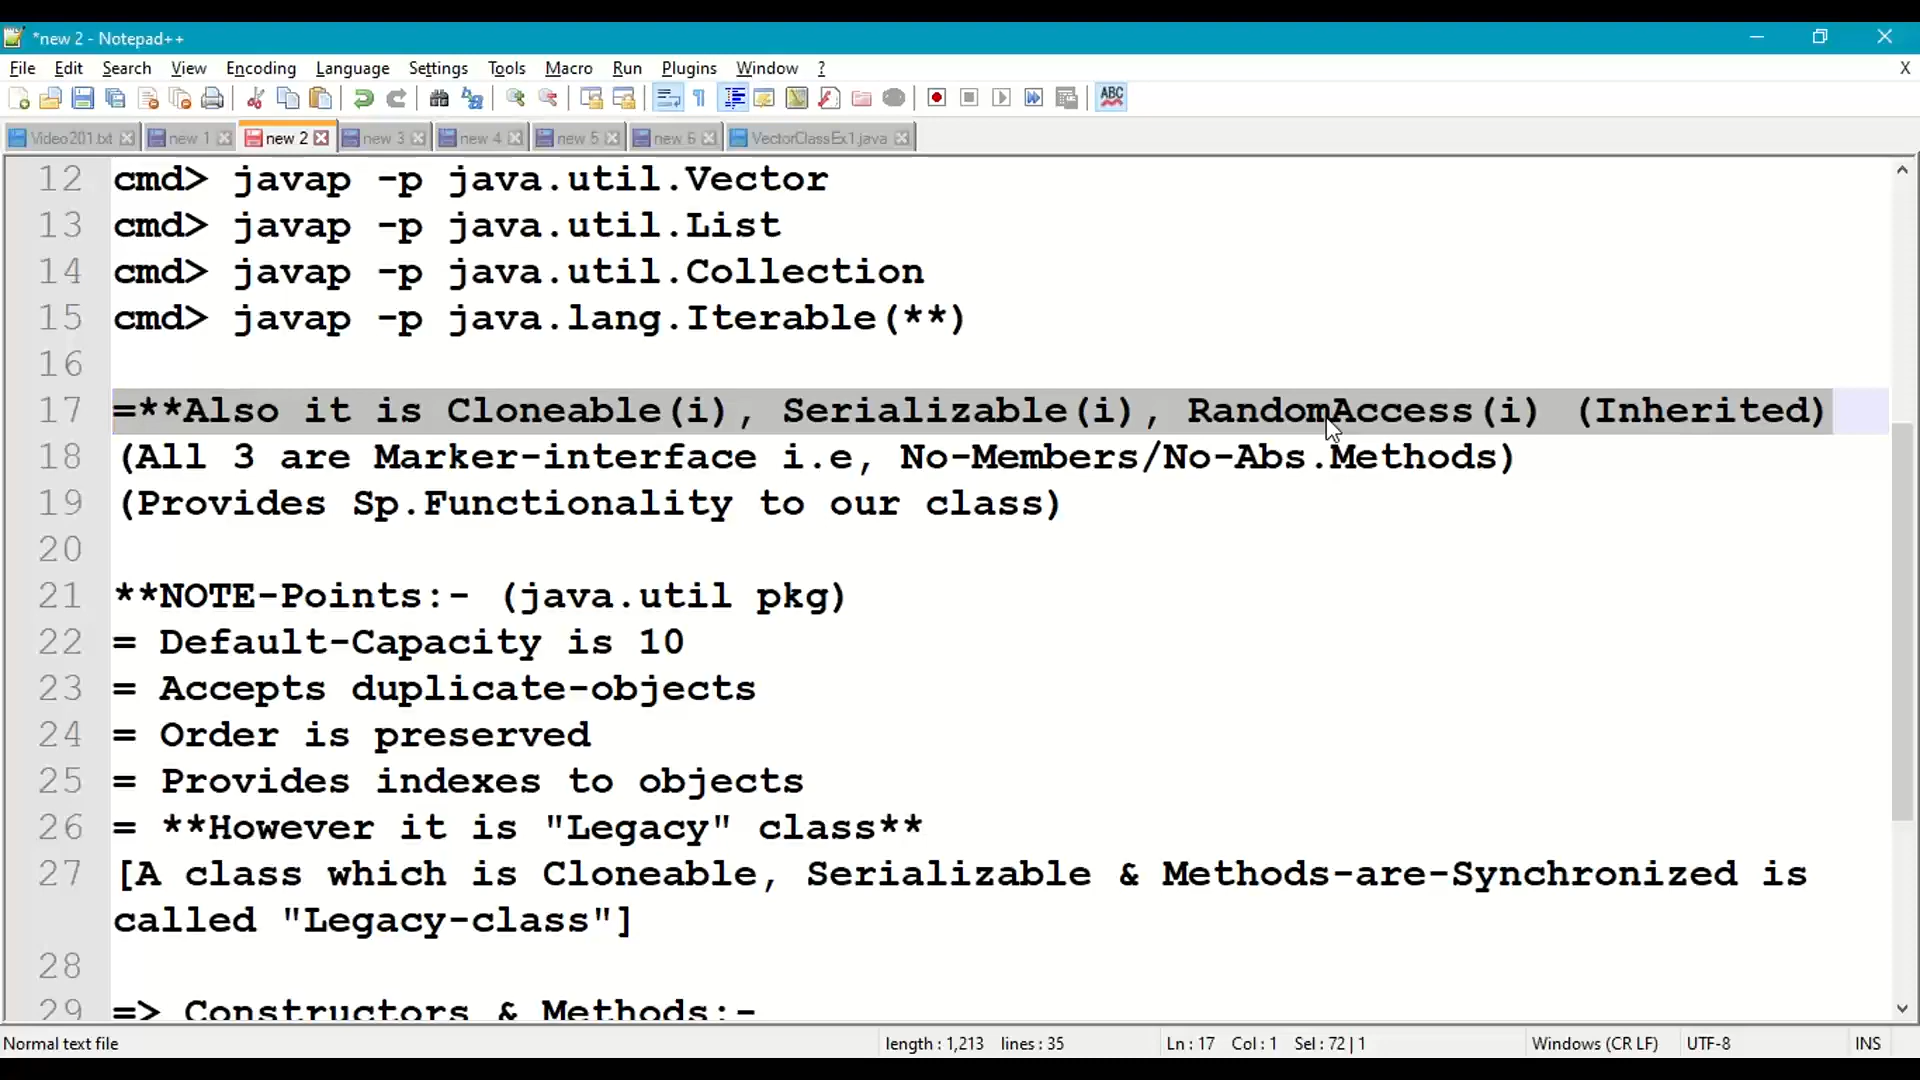 *new 2 - Notepad++
File Edit Search View Encoding Language Settings Tools Macro Run Plugins Window ? X
ABC
Video201.txt new 1 new 2 new 3 new 4 new 5 new 6 VectorClassEx1.java
12 cmd> javap -p java.util.Vector
13 cmd> javap -p java.util.List
14 cmd> javap -p java.util.Collection
15 cmd> javap -p java.lang.Iterable(**)
16
17 =**Also it is Cloneable(i), Serializable(i), RandomAccess(i) (Inherited)
18 (All 3 are Marker-interface i.e, No-Members/No-Abs.Methods)
19 (Provides Sp.Functionality to our class)
20
21 **NOTE-Points:- (java.util pkg)
22 = Default-Capacity is 10
23 = Accepts duplicate-objects
24 = Order is preserved
25 = Provides indexes to objects
26 = **However it is "Legacy" class**
27 [A class which is Cloneable, Serializable & Methods-are-Synchronized is
called "Legacy-class"]
28
29 => Constructors & Methods:-
Normal text file length : 1,213 lines : 35 Ln : 17 Col : 1 Sel : 72 | 1 Windows (CR LF) UTF-8 INS